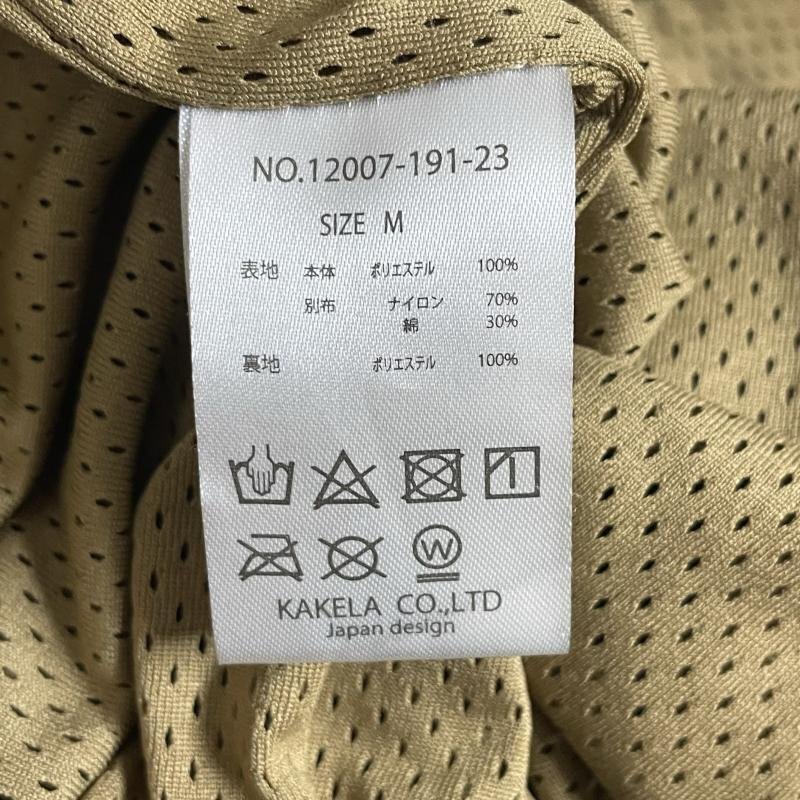 NO.12007-191-23
SIZE M
表地 本体 ポリエステル 100%
別布 ナイロン 70%
綿 30%
裏地 ポリエステル 100%
W
KAKELA CO.,LTD
Japan design